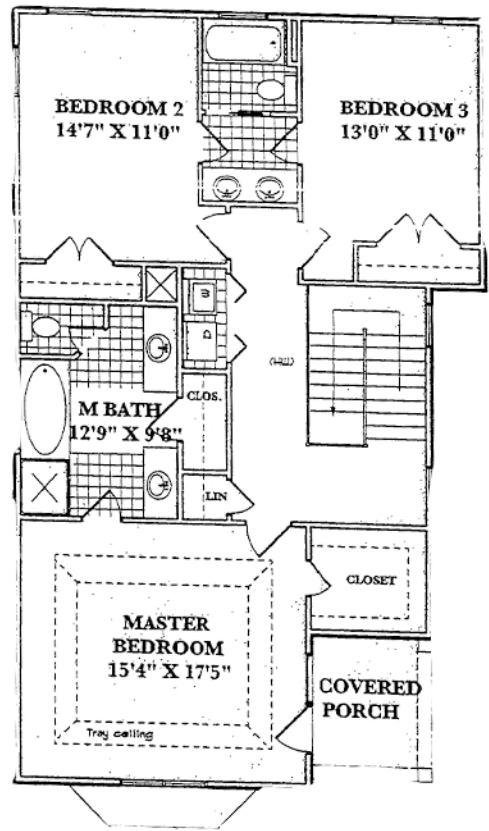 BEDROOM 2
14'7" X 11'0"
BEDROOM 3
13'0" X 11'0"
W
D
CLOS.
M BATH
12'9" X 9'8"
LIN
CLOSET
MASTER
BEDROOM
15'4" X 17'5"
COVERED
PORCH
Tray ceiling